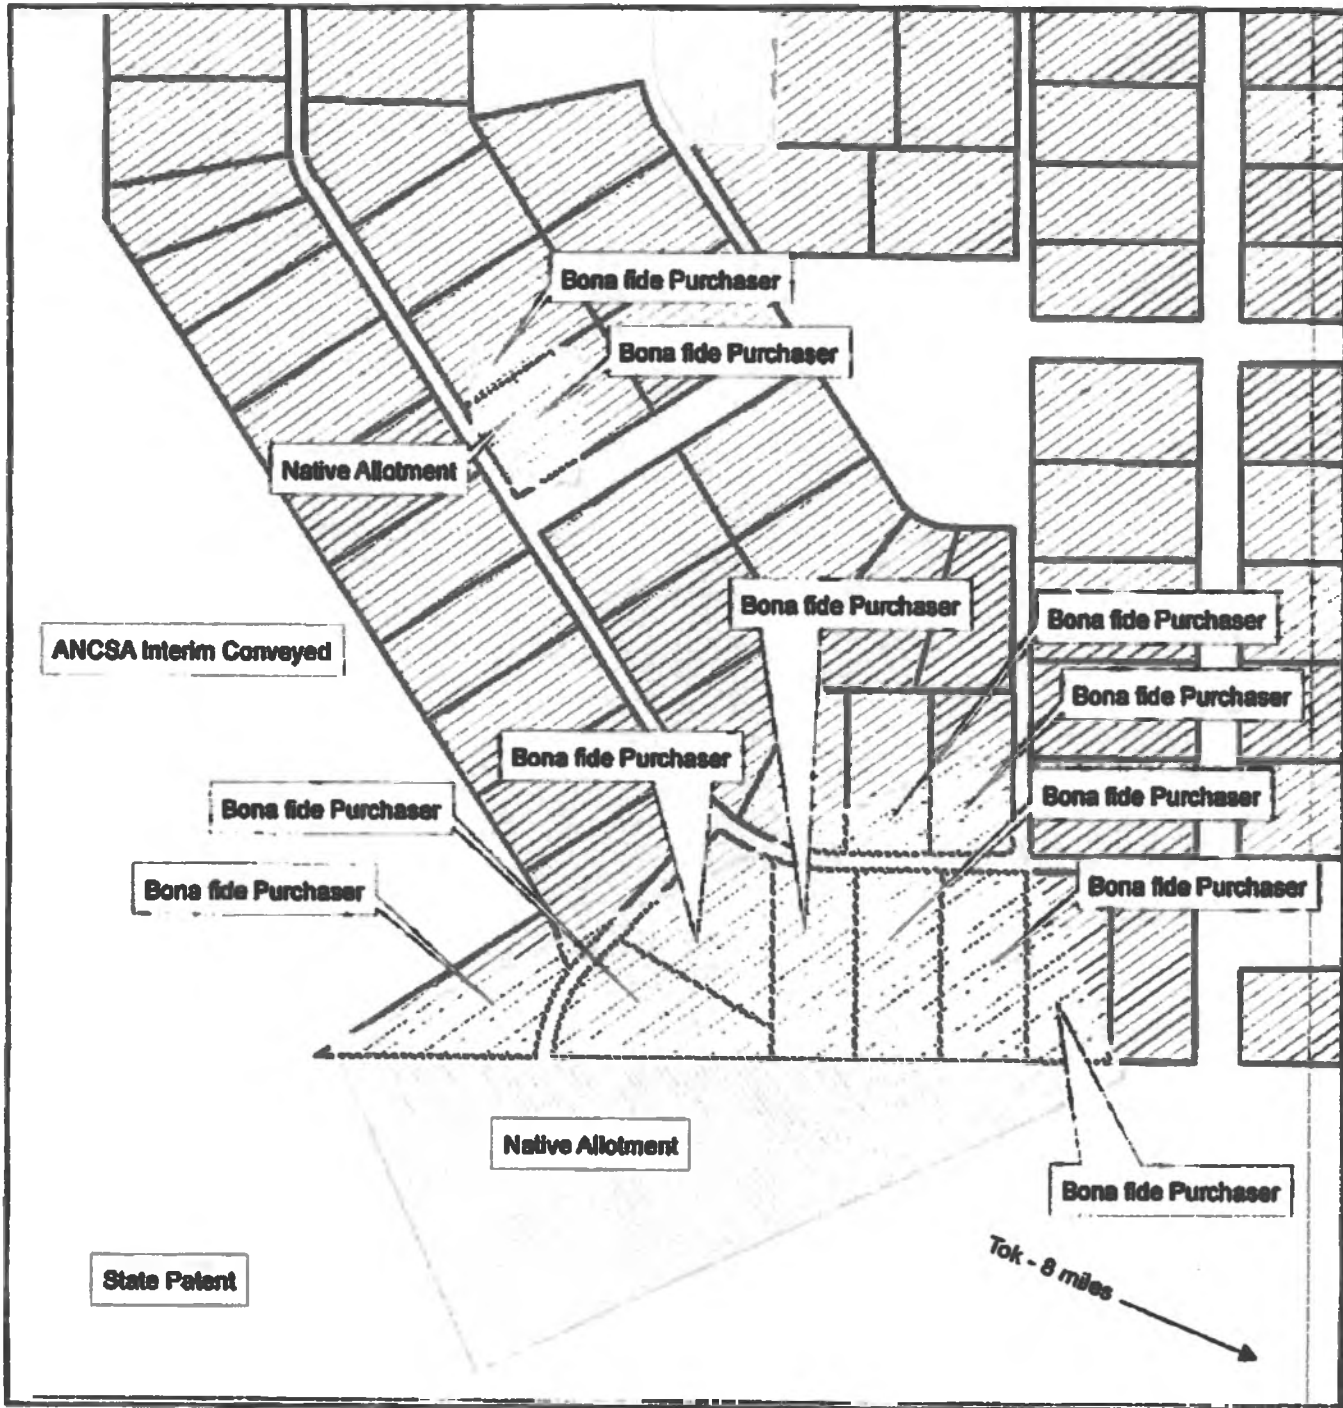 Bona fide Purchaser
Bona fide Purchaser
Native Allotment
Bona fide Purchaser
Bona fide Purchaser
ANCSA Interim Conveyed
Bona fide Purchaser
Bona fide Purchaser
Bona fide Purchaser
Bona fide Purchaser
Bona fide Purchaser
Bona fide Purchaser
Native Allotment
Bona fide Purchaser
Tok - 8 miles
State Patent